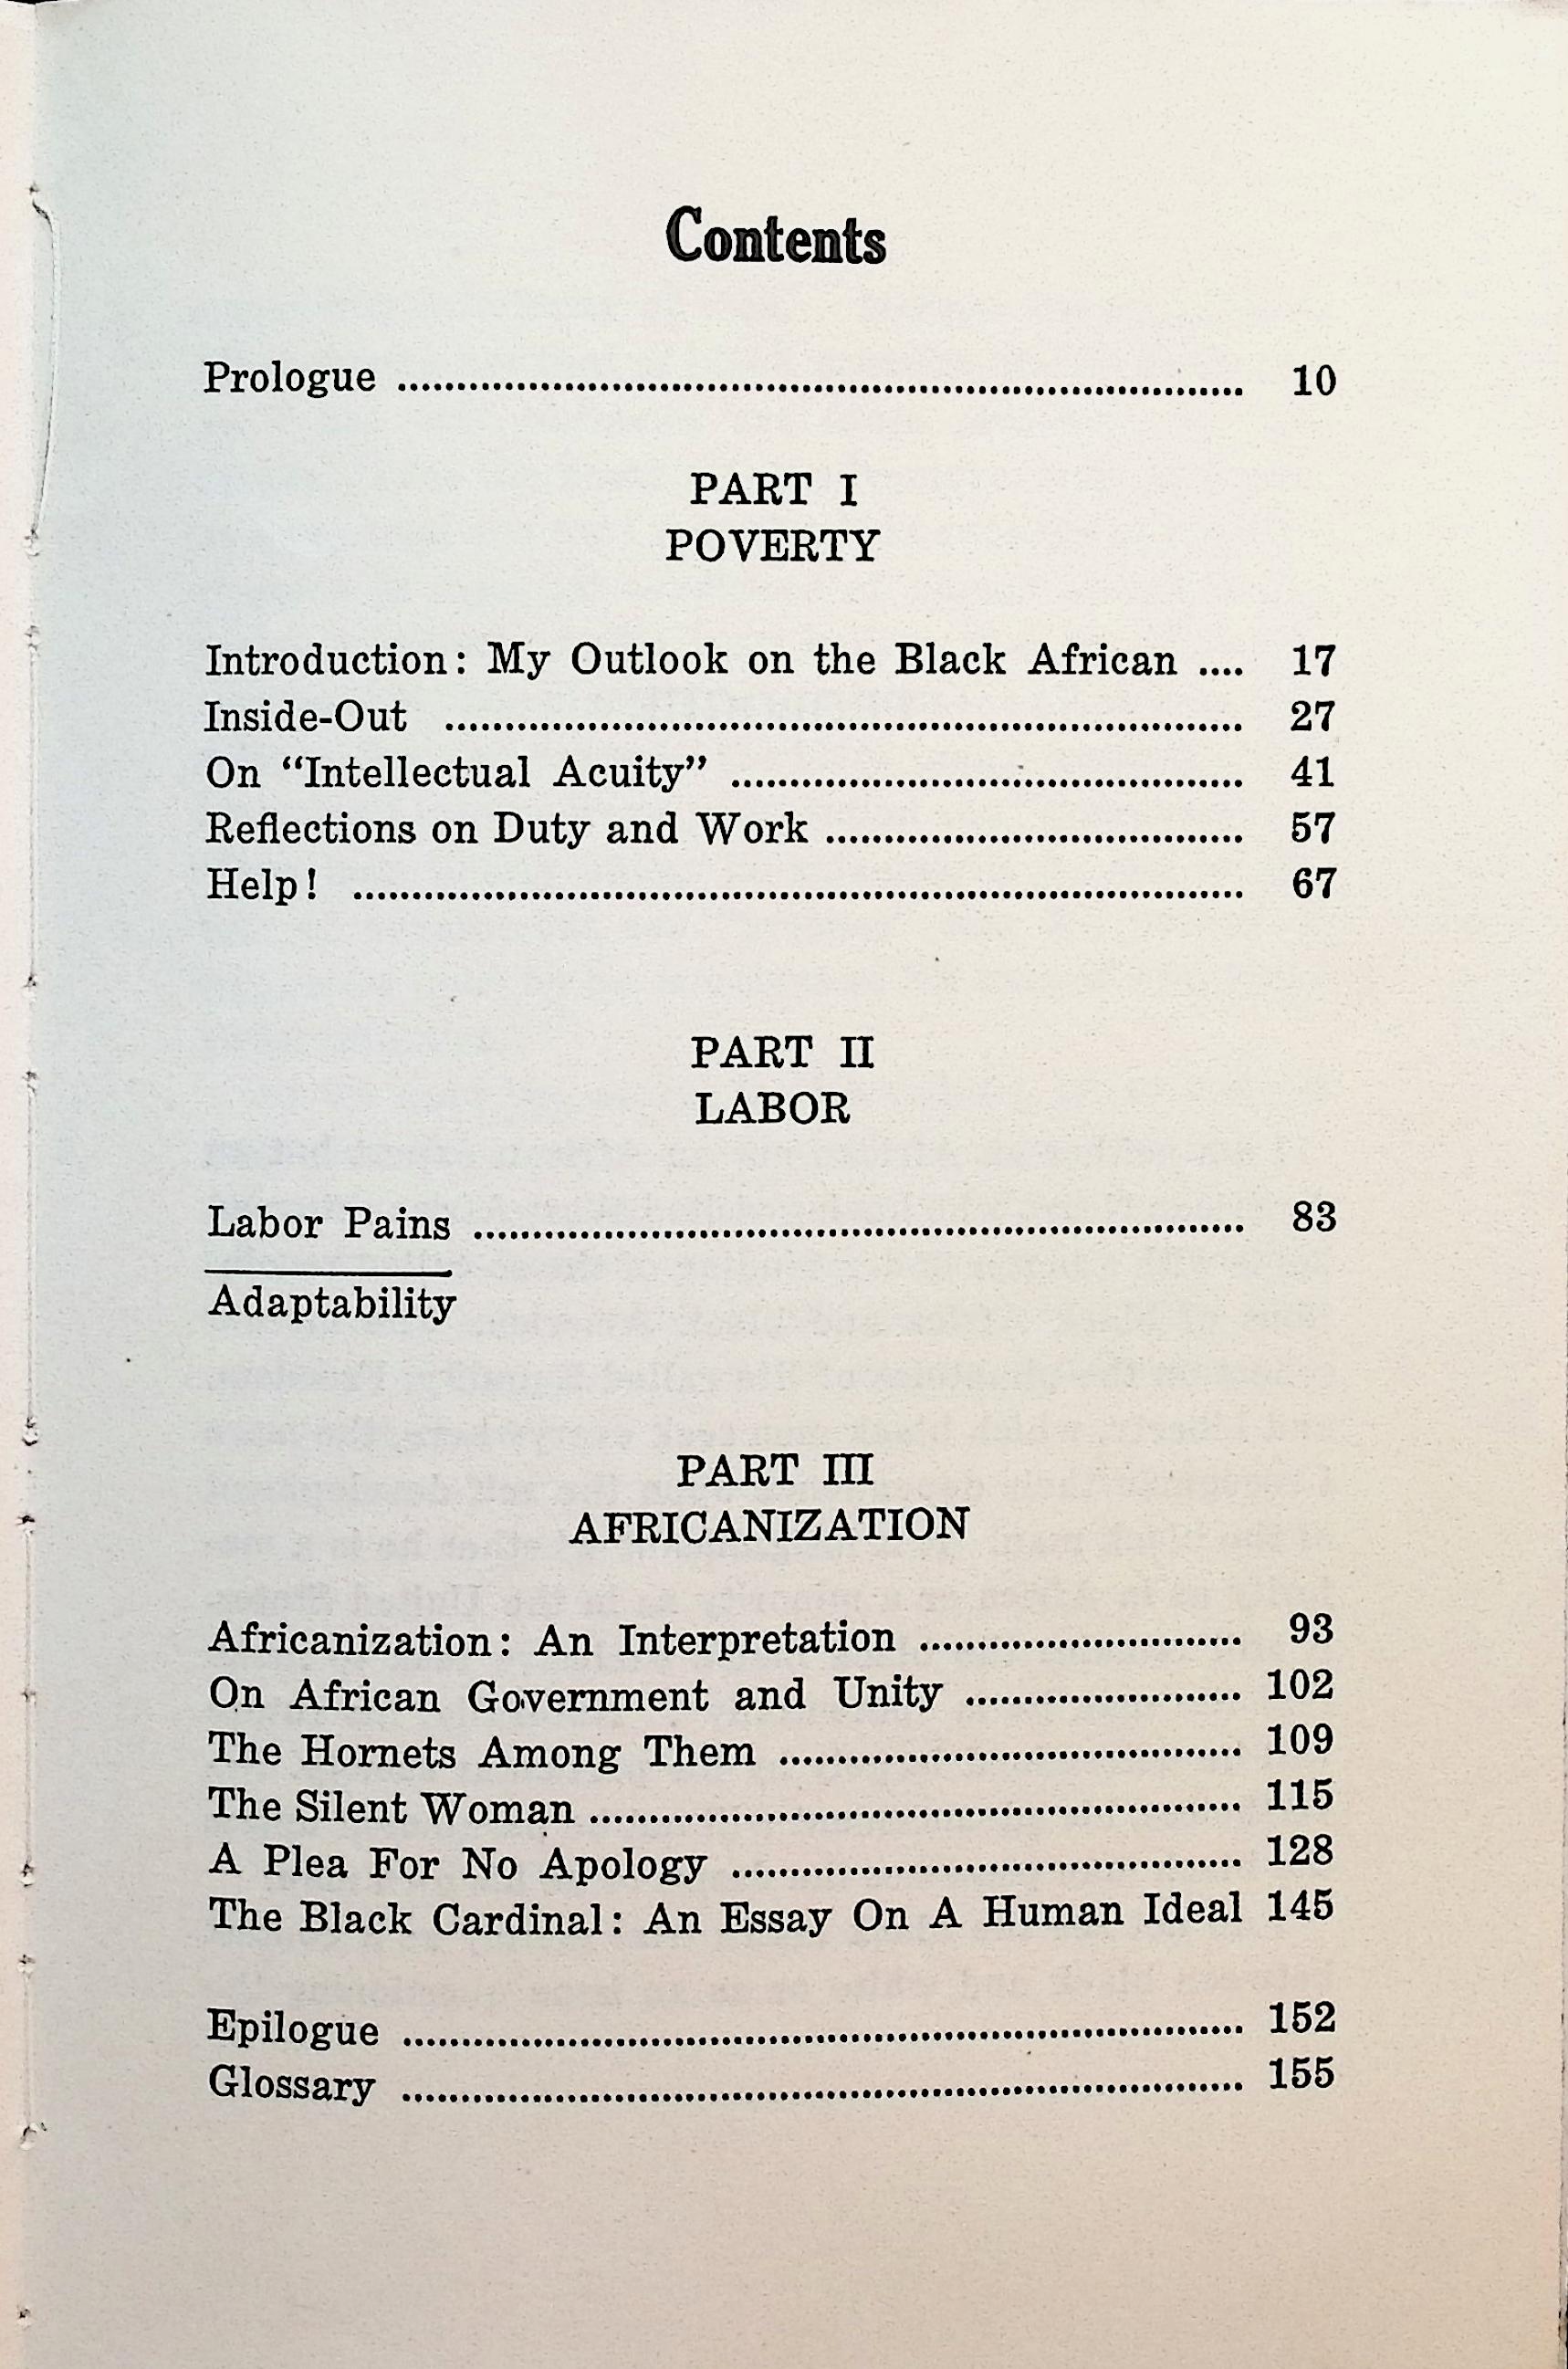 Contents
Prologue ........................................................................ 10
PART I
POVERTY
Introduction: My Outlook on the Black African .... 17
Inside-Out .................................................................... 27
On “Intellectual Acuity” ............................................ 41
Reflections on Duty and Work .................................... 57
Help! ............................................................................ 67
PART II
LABOR
Labor Pains .................................................................. 83
Adaptability
PART III
AFRICANIZATION
Africanization: An Interpretation ............................ 93
On African Government and Unity ........................ 102
The Hornets Among Them ........................................ 109
The Silent Woman ........................................................ 115
A Plea For No Apology ............................................ 128
The Black Cardinal: An Essay On A Human Ideal 145
Epilogue ........................................................................ 152
Glossary ........................................................................ 155